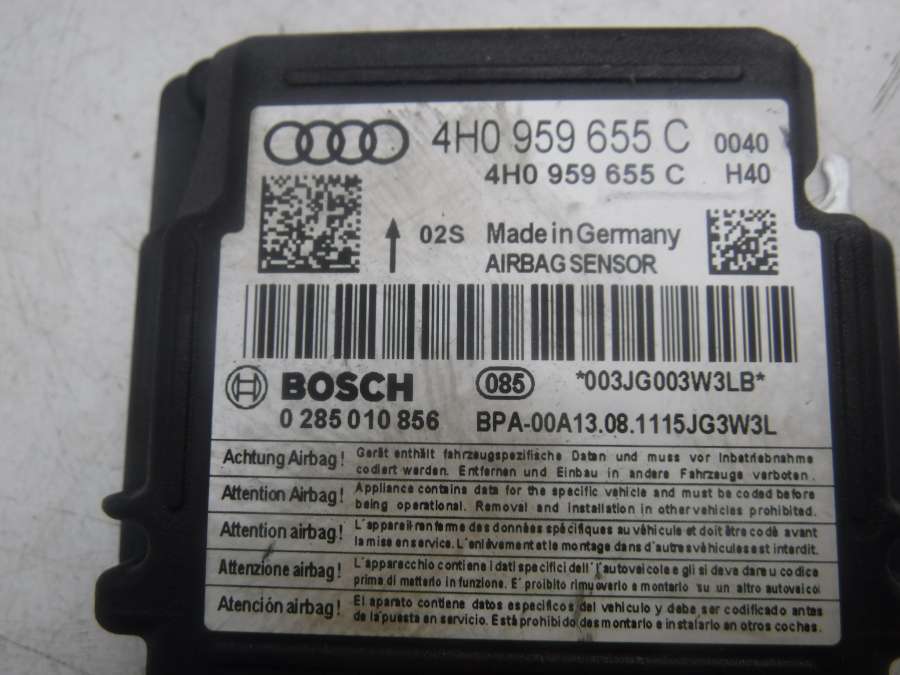 4H0 959 655 C 0040
4H0 959 655 C H40
02S Made in Germany
AIRBAG SENSOR
H BOSCH 085 *003JG003W3LB*
0 285 010 856 BPA-00A13.08.1115JG3W3L
Achtung Airbag! Gerät enthält fahrzeugspezifische Daten und muss vor Inbetriebnahme
codiert werden. Entfernen und Einbau in andere Fahrzeuge verboten.
Attention Airbag! Appliance contains data for the specific vehicle and must be coded before
being operational. Removal and Installation in other vehicles prohibited.
Attention airbag! L'appareil renferme des données spécifiques au véhicule et doit être codé avant
la mise en service. L'enlèvement et le montage dans d'autres véhicules est interdit.
Attenzione airbag! L'apparecchio contiene i dati specifici dell'autoveicolo e gli si deve dare u codice
prima di metterlo in funzione. E' proibito rimuoverlo e montarlo su un altro autoveicol
Atención airbag! El aparato contiene datos especificos del vehículo y debe ser codificado antes
de la puesta en servicio. Está prohibido desmontarlo e instalarlo en otros coches.